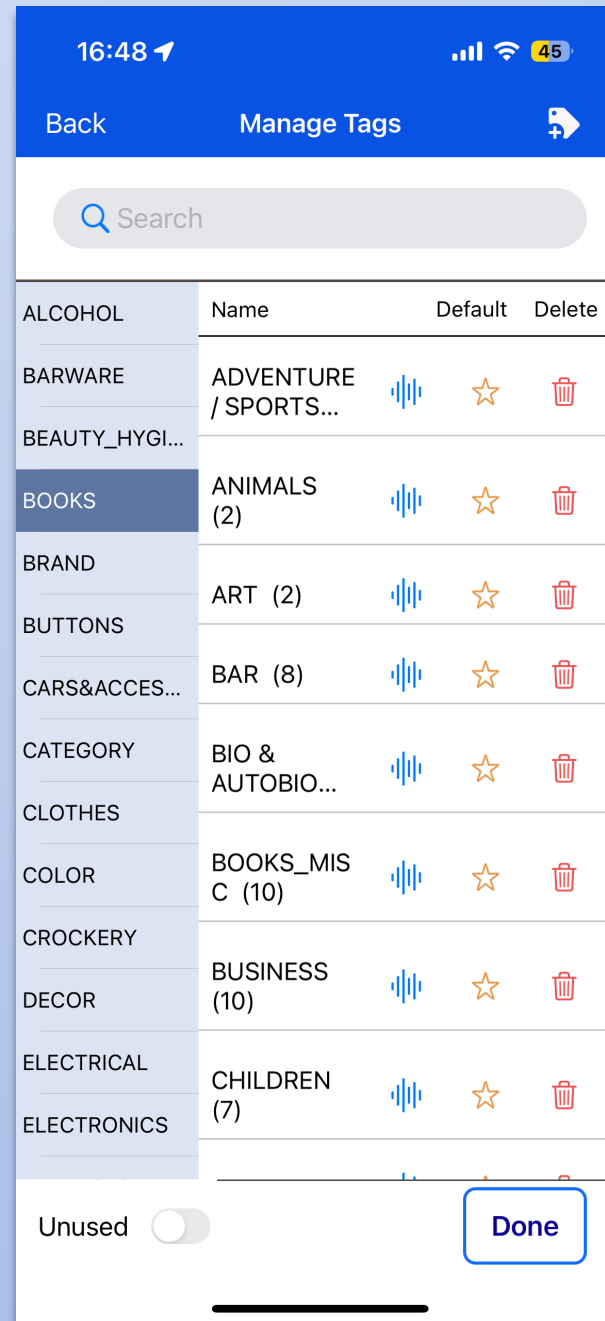 16:48
45
Back
Manage Tags
Search
ALCOHOL
BARWARE
BEAUTY_HYGI...
BOOKS
BRAND
BUTTONS
CARS&ACCES...
CATEGORY
CLOTHES
COLOR
CROCKERY
DECOR
ELECTRICAL
ELECTRONICS
Name Default Delete
ADVENTURE
/ SPORTS...
ANIMALS
(2)
ART (2)
BAR (8)
BIO &
AUTOBIO...
BOOKS_MIS
C (10)
BUSINESS
(10)
CHILDREN
(7)
Unused
Done